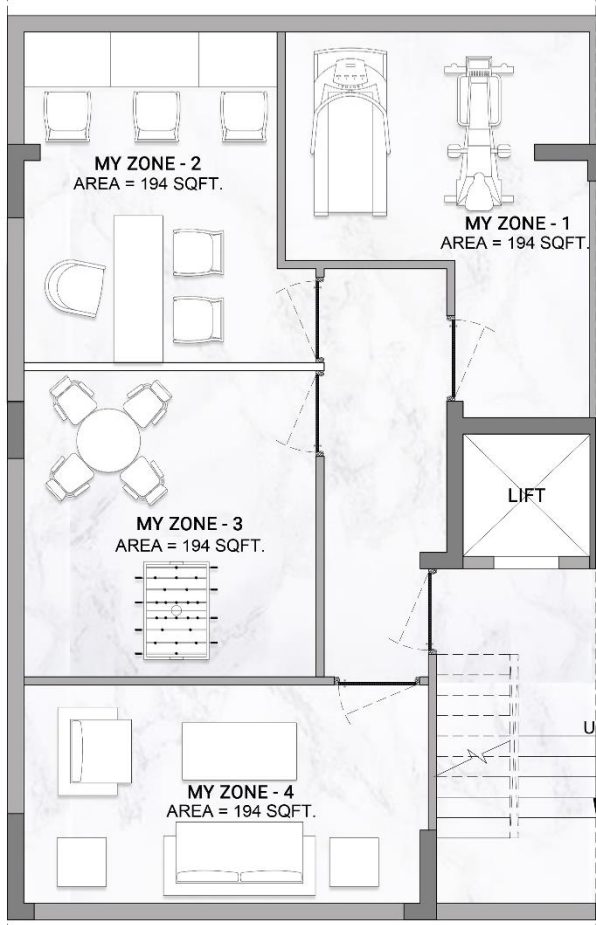 MY ZONE - 2
AREA = 194 SQFT.
MY ZONE - 1
AREA = 194 SQFT.
LIFT
MY ZONE - 3
AREA = 194 SQFT.
U
MY ZONE - 4
AREA = 194 SQFT.